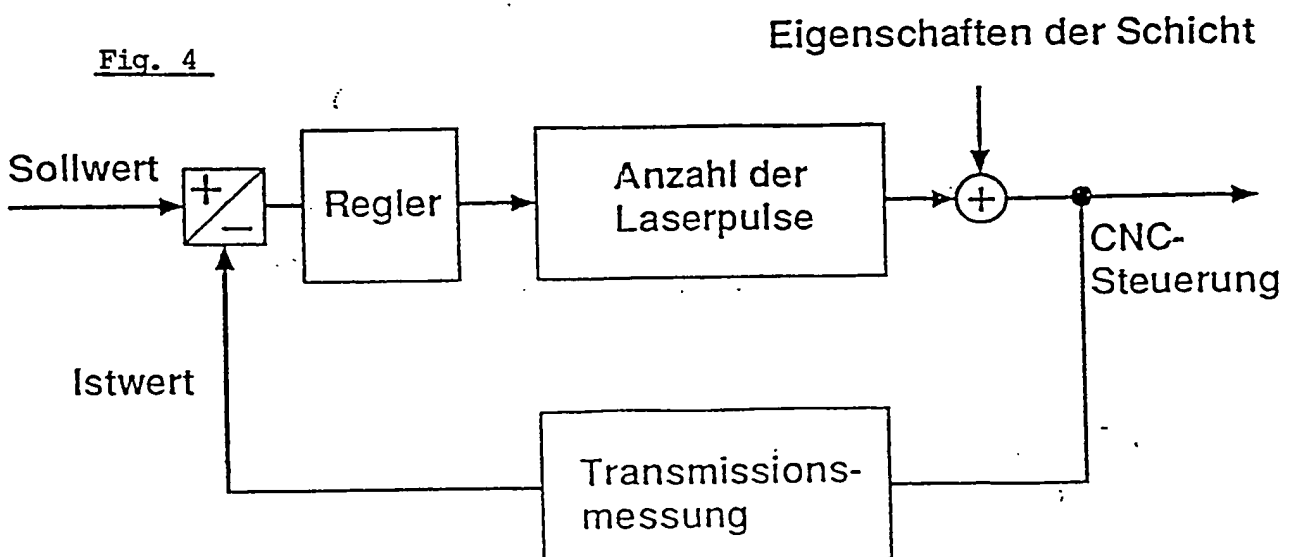 Fig. 4
Eigenschaften der Schicht
Sollwert
+
−
Regler
Anzahl der
Laserpulse
+
CNC-
Steuerung
Istwert
Transmissions-
messung